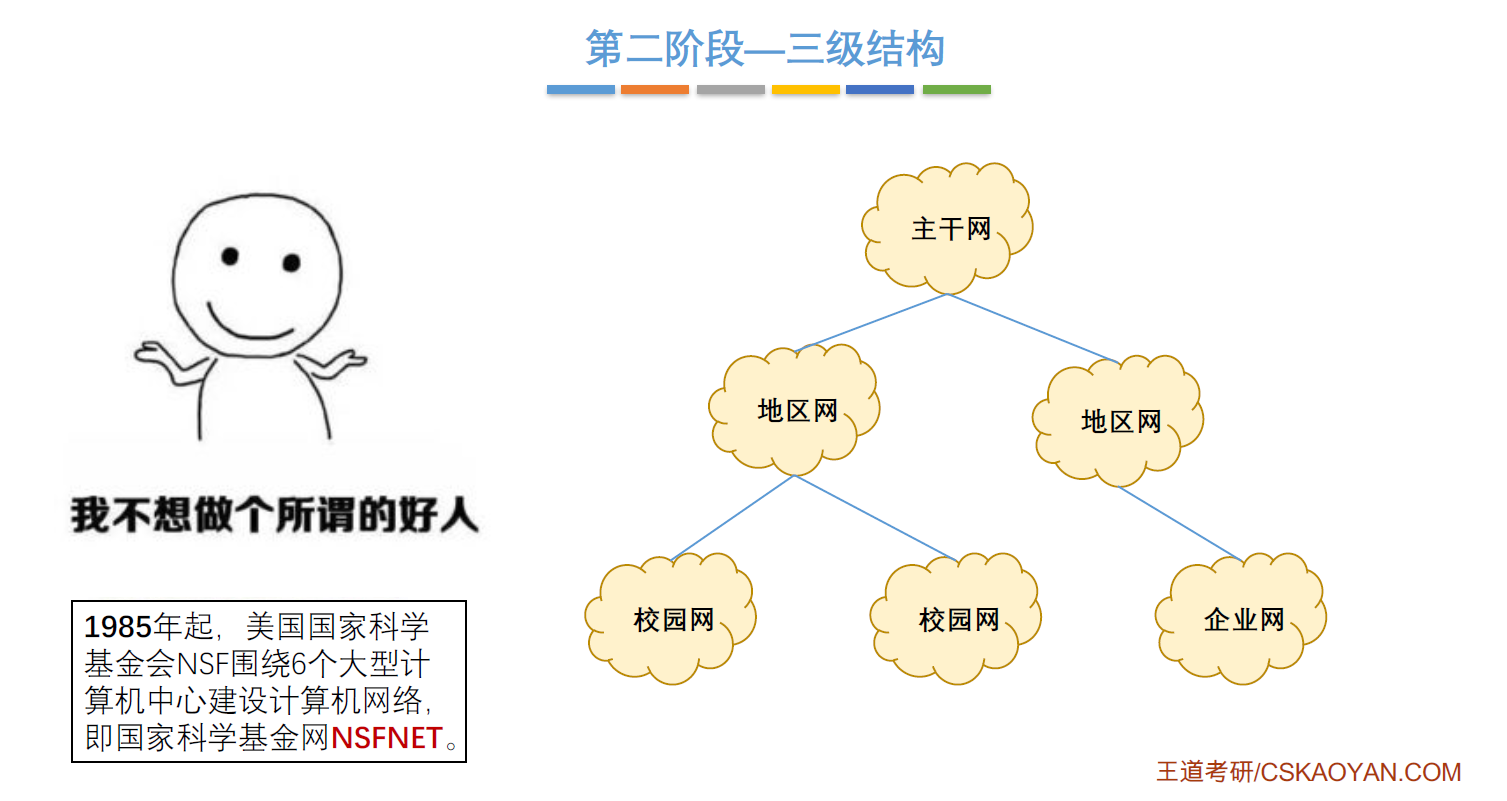 第二阶段—三级结构
主干网
地区网
地区网
校园网
校园网
企业网
我不想做个所谓的好人
1985年起，美国国家科学
基金会NSF围绕6个大型计
算机中心建设计算机网络，
即国家科学基金网NSFNET。
王道考研/CSKAOYAN.COM